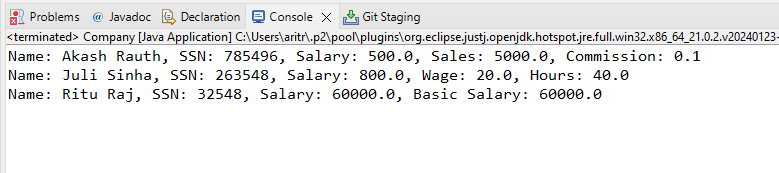 Problems @ Javadoc Declaration Console × Git Staging
<terminated> Company [Java Application] C:\Users\aritr\.p2\pool\plugins\org.eclipse.justj.openjdk.hotspot.jre.full.win32.x86_64_21.0.2.v20240123-
Name: Akash Rauth, SSN: 785496, Salary: 500.0, Sales: 5000.0, Commission: 0.1
Name: Juli Sinha, SSN: 263548, Salary: 800.0, Wage: 20.0, Hours: 40.0
Name: Ritu Raj, SSN: 32548, Salary: 60000.0, Basic Salary: 60000.0